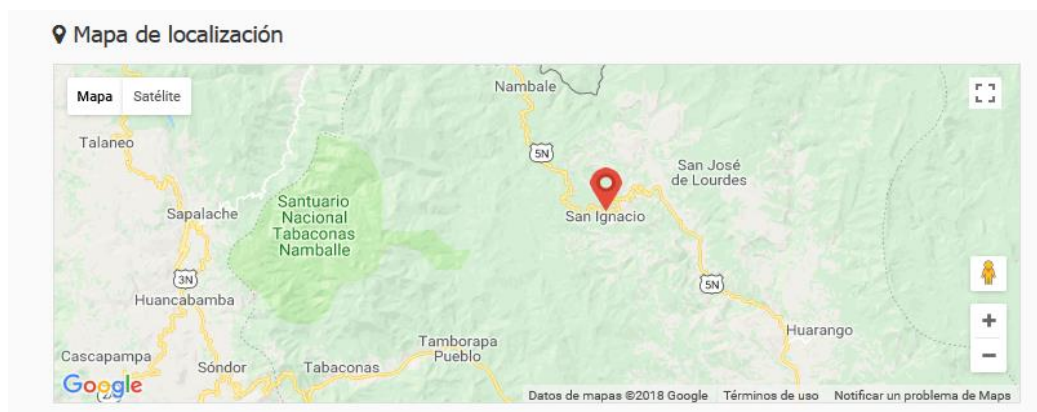 Mapa de localización
Mapa Satélite
Nambale
Talaneo
5N
San José
de Lourdes
Santuario
Nacional
Tabaconas
Namballe
Sapalache
San Ignacio
3N
5N
Huancabamba
Huarango
Tamborapa
Pueblo
Cascapampa
Sóndor
Tabaconas
Google
Datos de mapas ©2018 Google Términos de uso Notificar un problema de Maps